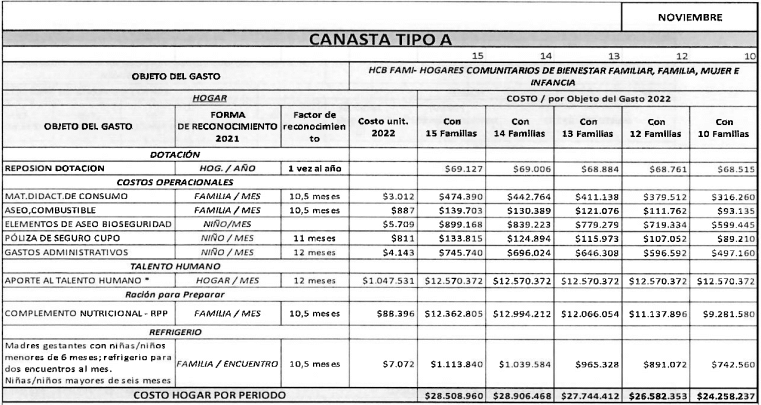 NOVIEMBRE
CANASTA TIPO A
15 14 13 12 10
OBJETO DEL GASTO
HCB FAMI- HOGARES COMUNITARIOS DE BIENESTAR FAMILIAR, FAMILIA, MUJER E
INFANCIA
HOGAR
COSTO / por Objeto del Gasto 2022
OBJETO DEL GASTO
FORMA
DE RECONOCIMIENTO
2021
Factor de
reconocimien
to
Costo unit.
2022
Con
15 Familias
Con
14 Familias
Con
13 Familias
Con
12 Familias
Con
10 Familias
DOTACIÓN
REPOSION DOTACION HOG. / AÑO 1 vez al año $69.127 $69.006 $68.884 $68.761 $68.515
COSTOS OPERACIONALES
MAT.DIDACT.DE CONSUMO FAMILIA / MES 10,5 meses $3.012 $474.390 $442.764 $411.138 $379.512 $316.260
ASEO,COMBUSTIBLE FAMILIA / MES 10,5 meses $887 $139.703 $130.389 $121.076 $111.762 $93.135
ELEMENTOS DE ASEO BIOSEGURIDAD NIÑO/MES $5.709 $899.168 $839.223 $779.279 $719.334 $599.445
PÓLIZA DE SEGURO CUPO NIÑO / MES 11 meses $811 $133.815 $124.894 $115.973 $107.052 $89.210
GASTOS ADMINISTRATIVOS NIÑO / MES 12 meses $4.143 $745.740 $696.024 $646.308 $596.592 $497.160
TALENTO HUMANO
APORTE AL TALENTO HUMANO * HOGAR / MES 12 meses $1.047.531 $12.570.372 $12.570.372 $12.570.372 $12.570.372 $12.570.372
Ración para Preparar
COMPLEMENTO NUTRICIONAL - RPP FAMILIA / MES 10,5 meses $88.396 $12.362.805 $12.994.212 $12.066.054 $11.137.896 $9.281.580
REFRIGERIO
Madres gestantes con niñas/niños
menores de 6 meses; refrigerio para
dos encuentros al mes.
Niñas/niños mayores de seis meses
FAMILIA / ENCUENTRO 10,5 meses $7.072 $1.113.840 $1.039.584 $965.328 $891.072 $742.560
COSTO HOGAR POR PERIODO $28.508.960 $28.906.468 $27.744.412 $26.582.353 $24.258.237